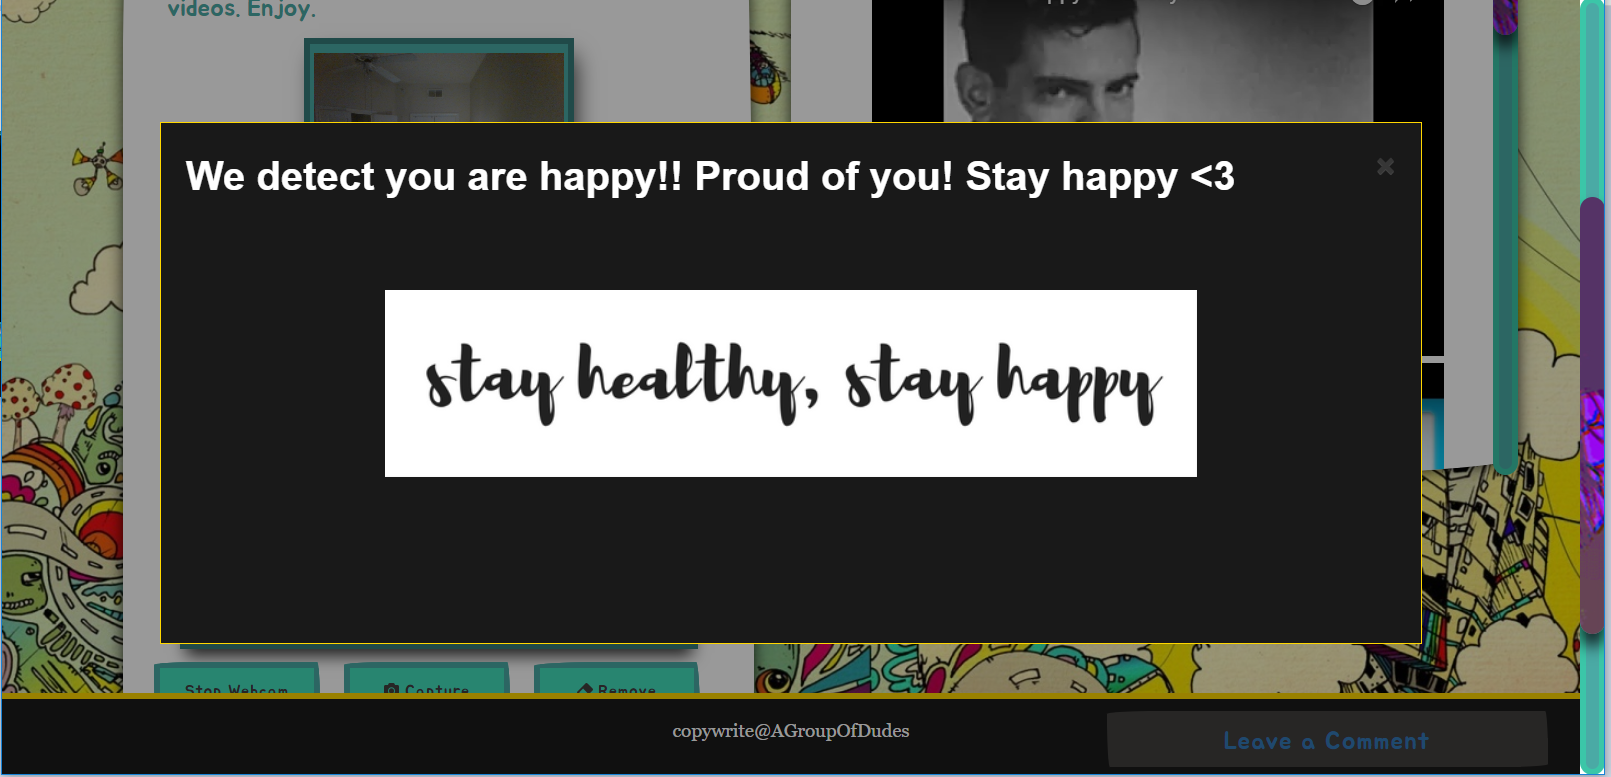 videos. Enjoy.
We detect you are happy!! Proud of you! Stay happy <3
stay healthy, stay happy
Stop Webcam
Capture
Remove
copywrite@AGroupOfDudes
Leave a Comment